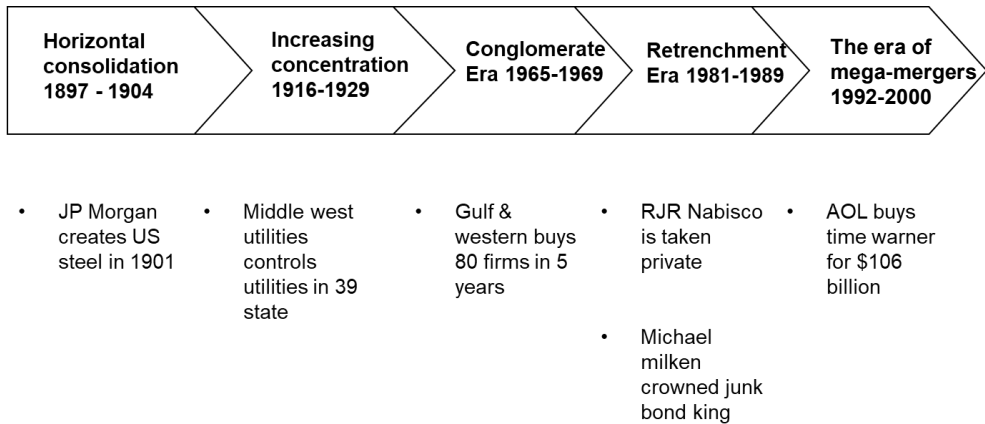 Horizontal
consolidation
1897 - 1904
Increasing
concentration
1916-1929
Conglomerate
Era 1965-1969
Retrenchment
Era 1981-1989
The era of
mega-mergers
1992-2000
• JP Morgan
creates US
steel in 1901
• Middle west
utilities
controls
utilities in 39
state
• Gulf &
western buys
80 firms in 5
years
• RJR Nabisco
is taken
private
• Michael
milken
crowned junk
bond king
• AOL buys
time warner
for $106
billion